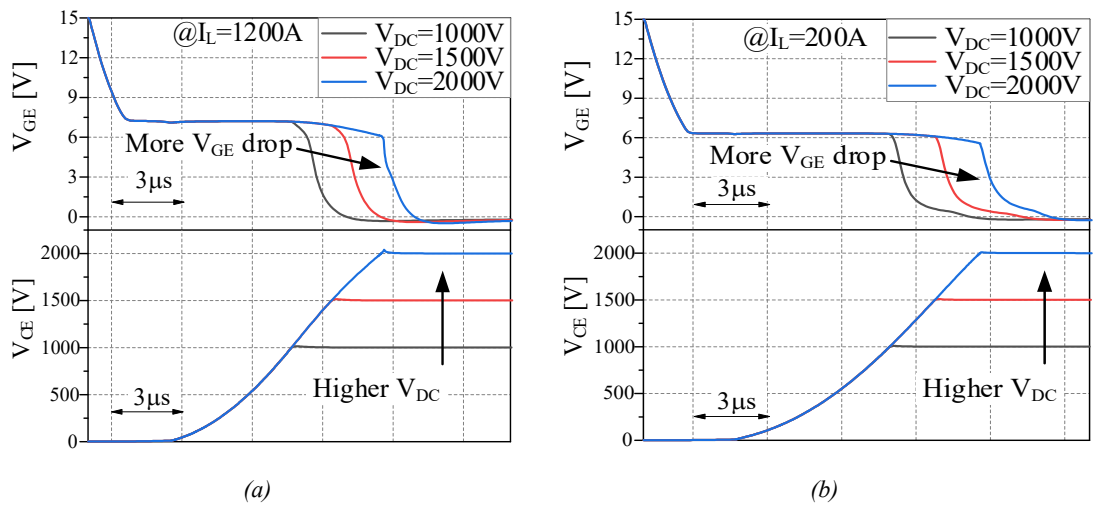 15
12
9
6
3
0
V_GE [V]
@I_L=1200A
V_DC=1000V
V_DC=1500V
V_DC=2000V
More V_GE drop
3μs
2000
1500
1000
500
0
V_CE [V]
3μs
Higher V_DC
(a)
15
12
9
6
3
0
V_GE [V]
@I_L=200A
V_DC=1000V
V_DC=1500V
V_DC=2000V
More V_GE drop
3μs
2000
1500
1000
500
0
V_CE [V]
3μs
Higher V_DC
(b)